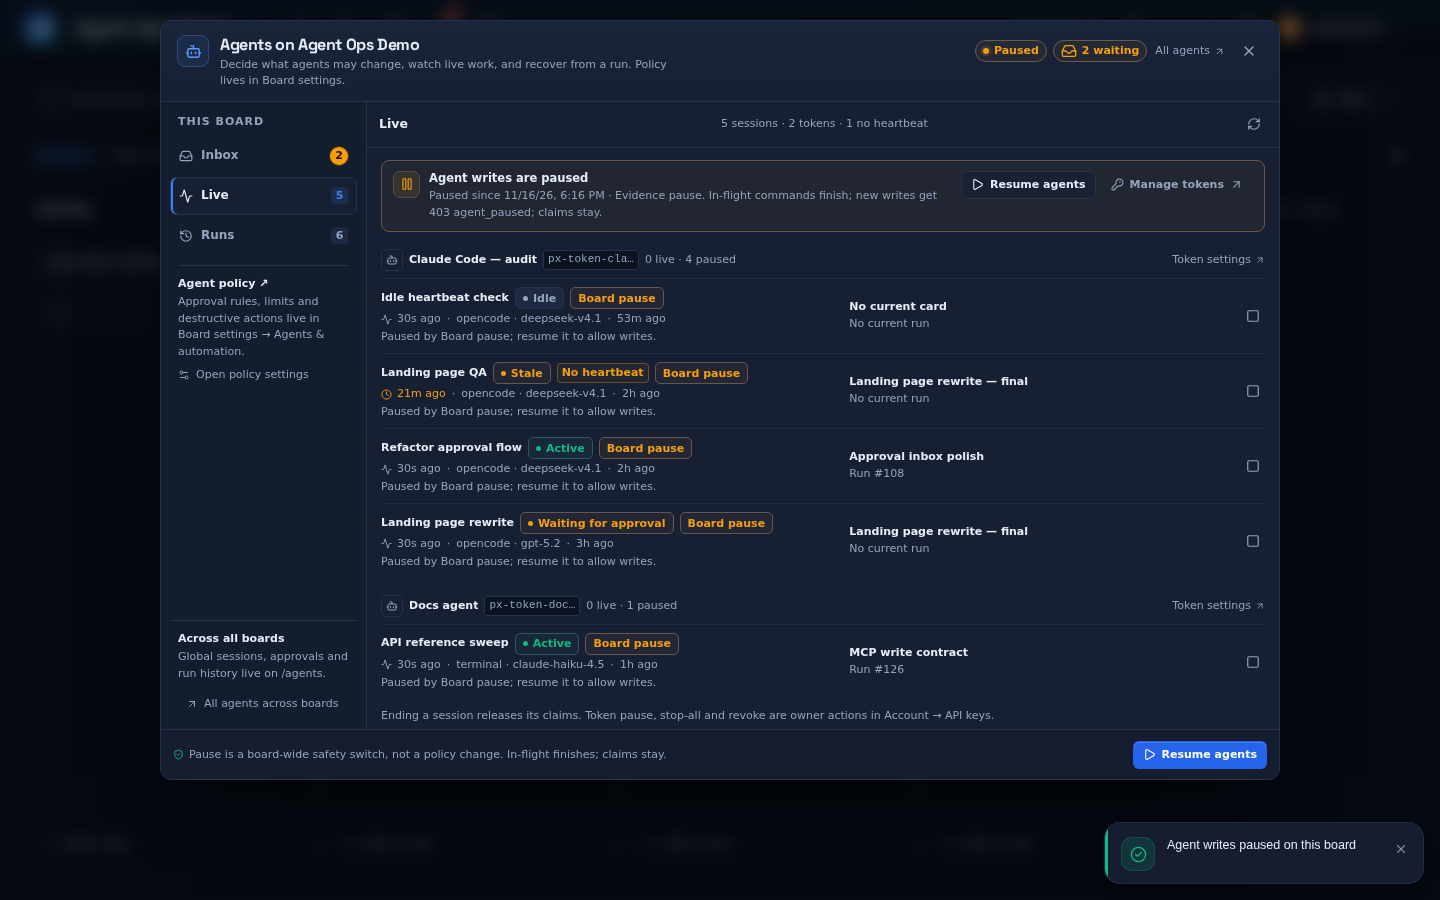 Agents on Agent Ops Demo
Decide what agents may change, watch live work, and recover from a run. Policy
lives in Board settings.
Paused
2 waiting
All agents
THIS BOARD
Inbox
2
Live
5
Runs
6
Agent policy ↗
Approval rules, limits and
destructive actions live in
Board settings → Agents &
automation.
Open policy settings
Across all boards
Global sessions, approvals and
run history live on /agents.
All agents across boards
Live
5 sessions · 2 tokens · 1 no heartbeat
Agent writes are paused
Paused since 11/16/26, 6:16 PM · Evidence pause. In-flight commands finish; new writes get
403 agent_paused; claims stay.
Resume agents
Manage tokens
Claude Code — audit px-token-cla… 0 live · 4 paused
Token settings
Idle heartbeat check Idle Board pause
30s ago · opencode · deepseek-v4.1 · 53m ago
Paused by Board pause; resume it to allow writes.
No current card
No current run
Landing page QA Stale No heartbeat Board pause
21m ago · opencode · deepseek-v4.1 · 2h ago
Paused by Board pause; resume it to allow writes.
Landing page rewrite — final
No current run
Refactor approval flow Active Board pause
30s ago · opencode · deepseek-v4.1 · 2h ago
Paused by Board pause; resume it to allow writes.
Approval inbox polish
Run #108
Landing page rewrite Waiting for approval Board pause
30s ago · opencode · gpt-5.2 · 3h ago
Paused by Board pause; resume it to allow writes.
Landing page rewrite — final
No current run
Docs agent px-token-doc… 0 live · 1 paused
Token settings
API reference sweep Active Board pause
30s ago · terminal · claude-haiku-4.5 · 1h ago
Paused by Board pause; resume it to allow writes.
MCP write contract
Run #126
Ending a session releases its claims. Token pause, stop-all and revoke are owner actions in Account → API keys.
Pause is a board-wide safety switch, not a policy change. In-flight finishes; claims stay.
Resume agents
Agent writes paused on this board